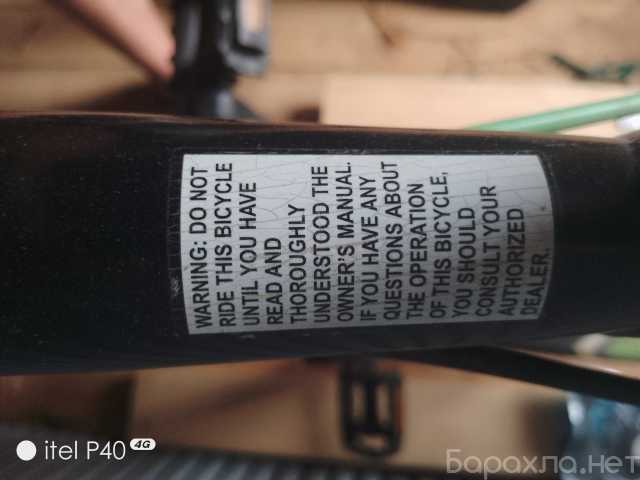 WARNING: DO NOT
RIDE THIS BICYCLE
UNTIL YOU HAVE
READ AND
THOROUGHLY
UNDERSTOOD THE
OWNER'S MANUAL.
IF YOU HAVE ANY
QUESTIONS ABOUT
THE OPERATION
OF THIS BICYCLE,
YOU SHOULD
CONSULT YOUR
AUTHORIZED
DEALER.
itel P40 4G
Барахла.нет